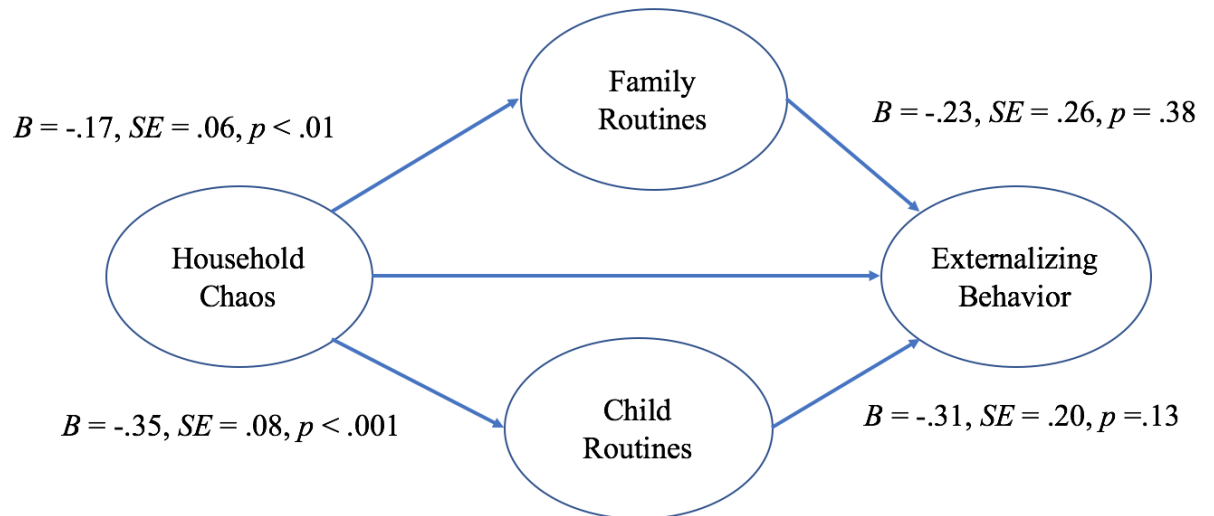 Family
Routines
B = -.17, SE = .06, p < .01
B = -.23, SE = .26, p = .38
Household
Chaos
Externalizing
Behavior
B = -.35, SE = .08, p < .001
Child
Routines
B = -.31, SE = .20, p =.13